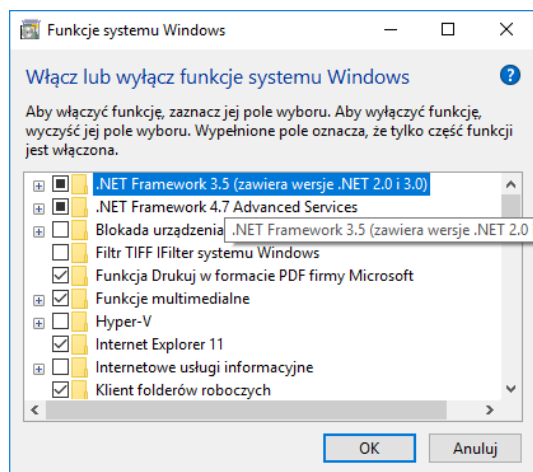 Funkcje systemu Windows
Włącz lub wyłącz funkcje systemu Windows
Aby włączyć funkcję, zaznacz jej pole wyboru. Aby wyłączyć funkcję,
wyczyść jej pole wyboru. Wypełnione pole oznacza, że tylko część funkcji
jest włączona.
.NET Framework 3.5 (zawiera wersje .NET 2.0 i 3.0)
.NET Framework 4.7 Advanced Services
Blokada urządzenia
.NET Framework 3.5 (zawiera wersje .NET 2.0
Filtr TIFF IFilter systemu Windows
Funkcja Drukuj w formacie PDF firmy Microsoft
Funkcje multimedialne
Hyper-V
Internet Explorer 11
Internetowe usługi informacyjne
Klient folderów roboczych
OK
Anuluj